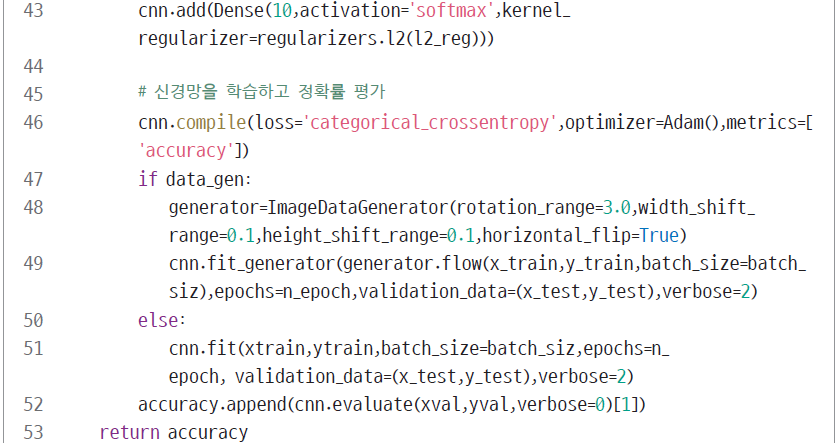 43 cnn.add(Dense(10,activation='softmax',kernel_
regularizer=regularizers.l2(l2_reg)))
44
45 # 신경망을 학습하고 정확률 평가
46 cnn.compile(loss='categorical_crossentropy',optimizer=Adam(),metrics=[
'accuracy'])
47 if data_gen:
48 generator=ImageDataGenerator(rotation_range=3.0,width_shift_
range=0.1,height_shift_range=0.1,horizontal_flip=True)
49 cnn.fit_generator(generator.flow(x_train,y_train,batch_size=batch_
siz),epochs=n_epoch,validation_data=(x_test,y_test),verbose=2)
50 else:
51 cnn.fit(xtrain,ytrain,batch_size=batch_siz,epochs=n_
epoch, validation_data=(x_test,y_test),verbose=2)
52 accuracy.append(cnn.evaluate(xval,yval,verbose=0)[1])
53 return accuracy